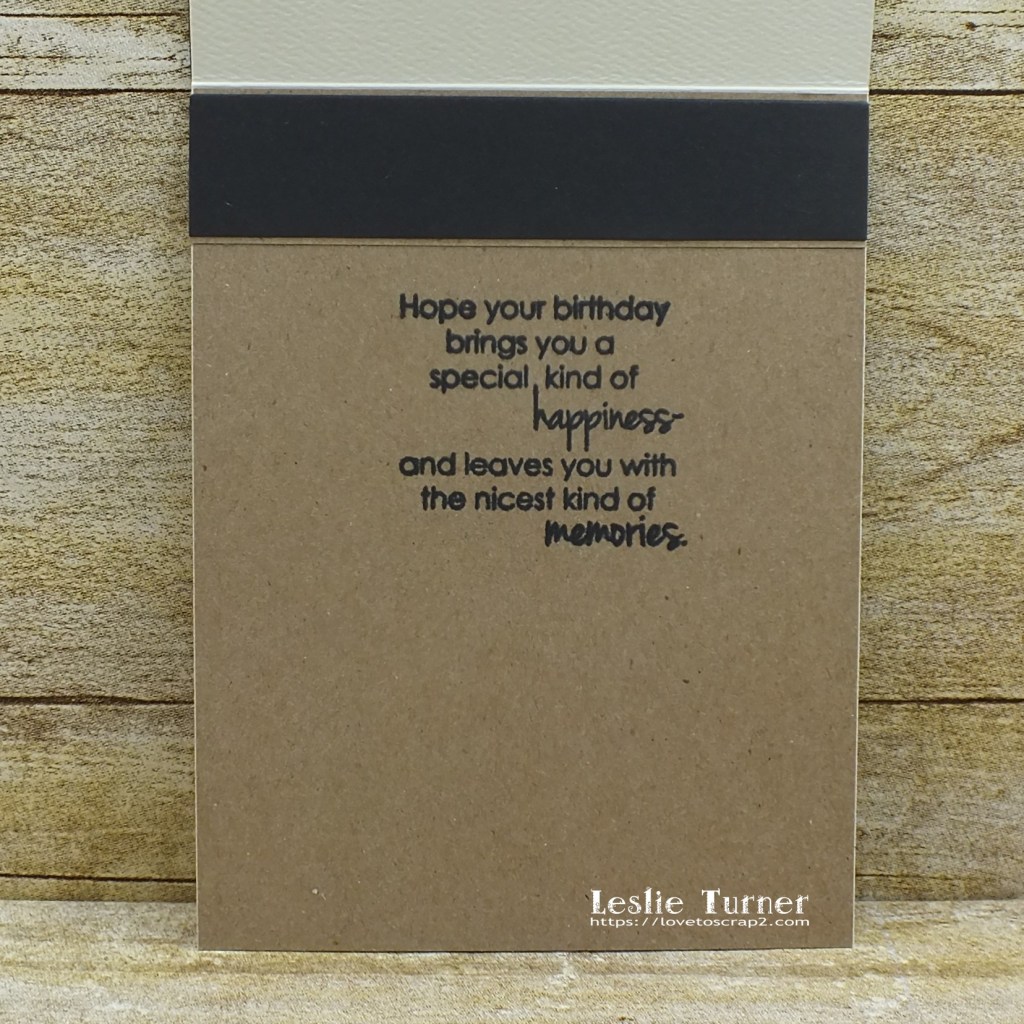 Hope your birthday
brings you a
special kind of
happiness-
and leaves you with
the nicest kind of
memories.
Leslie Turner
https://lovetoscrap2.com